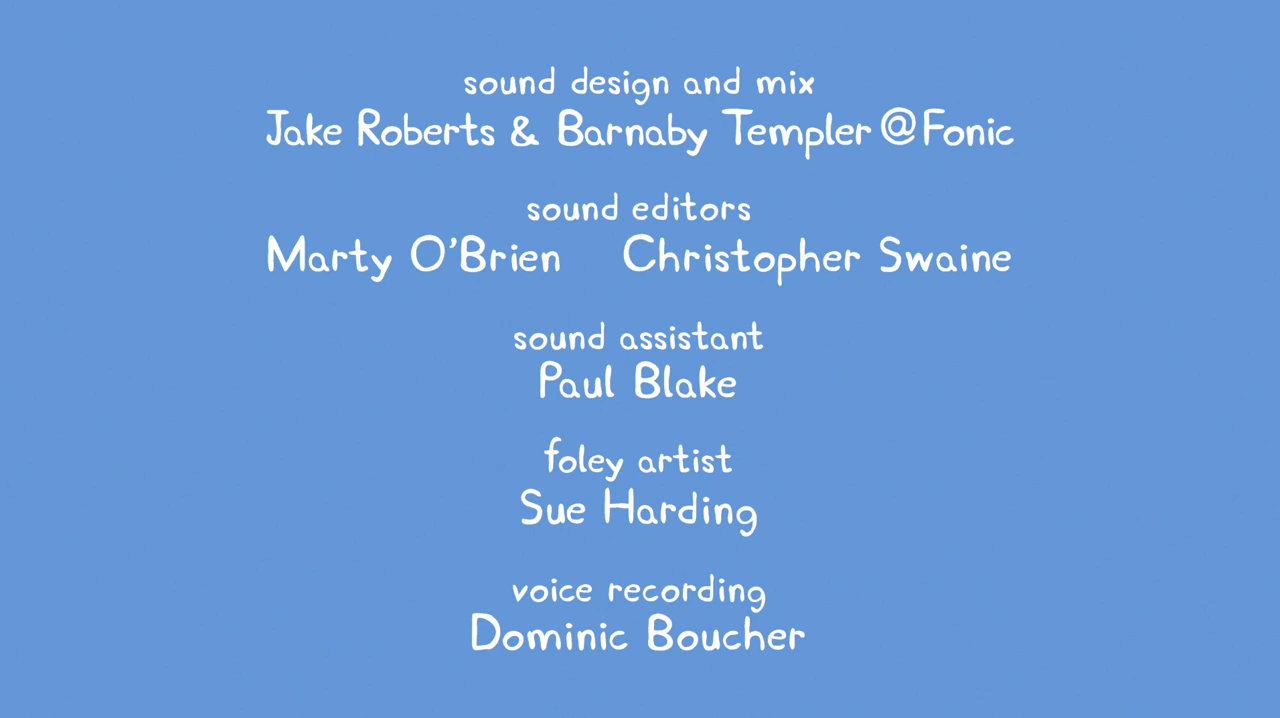 sound design and mix
Jake Roberts & Barnaby Templer @ Fonic
sound editors
Marty O'Brien Christopher Swaine
sound assistant
Paul Blake
foley artist
Sue Harding
voice recording
Dominic Boucher